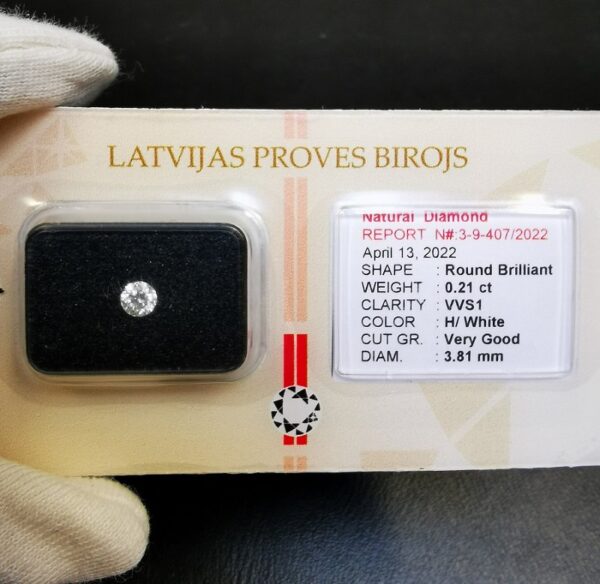 LATVIJAS PROVES BIROJS
Natural Diamond
REPORT N#:3-9-407/2022
April 13, 2022
SHAPE : Round Brilliant
WEIGHT : 0.21 ct
CLARITY : VVS1
COLOR : H/ White
CUT GR. : Very Good
DIAM. : 3.81 mm